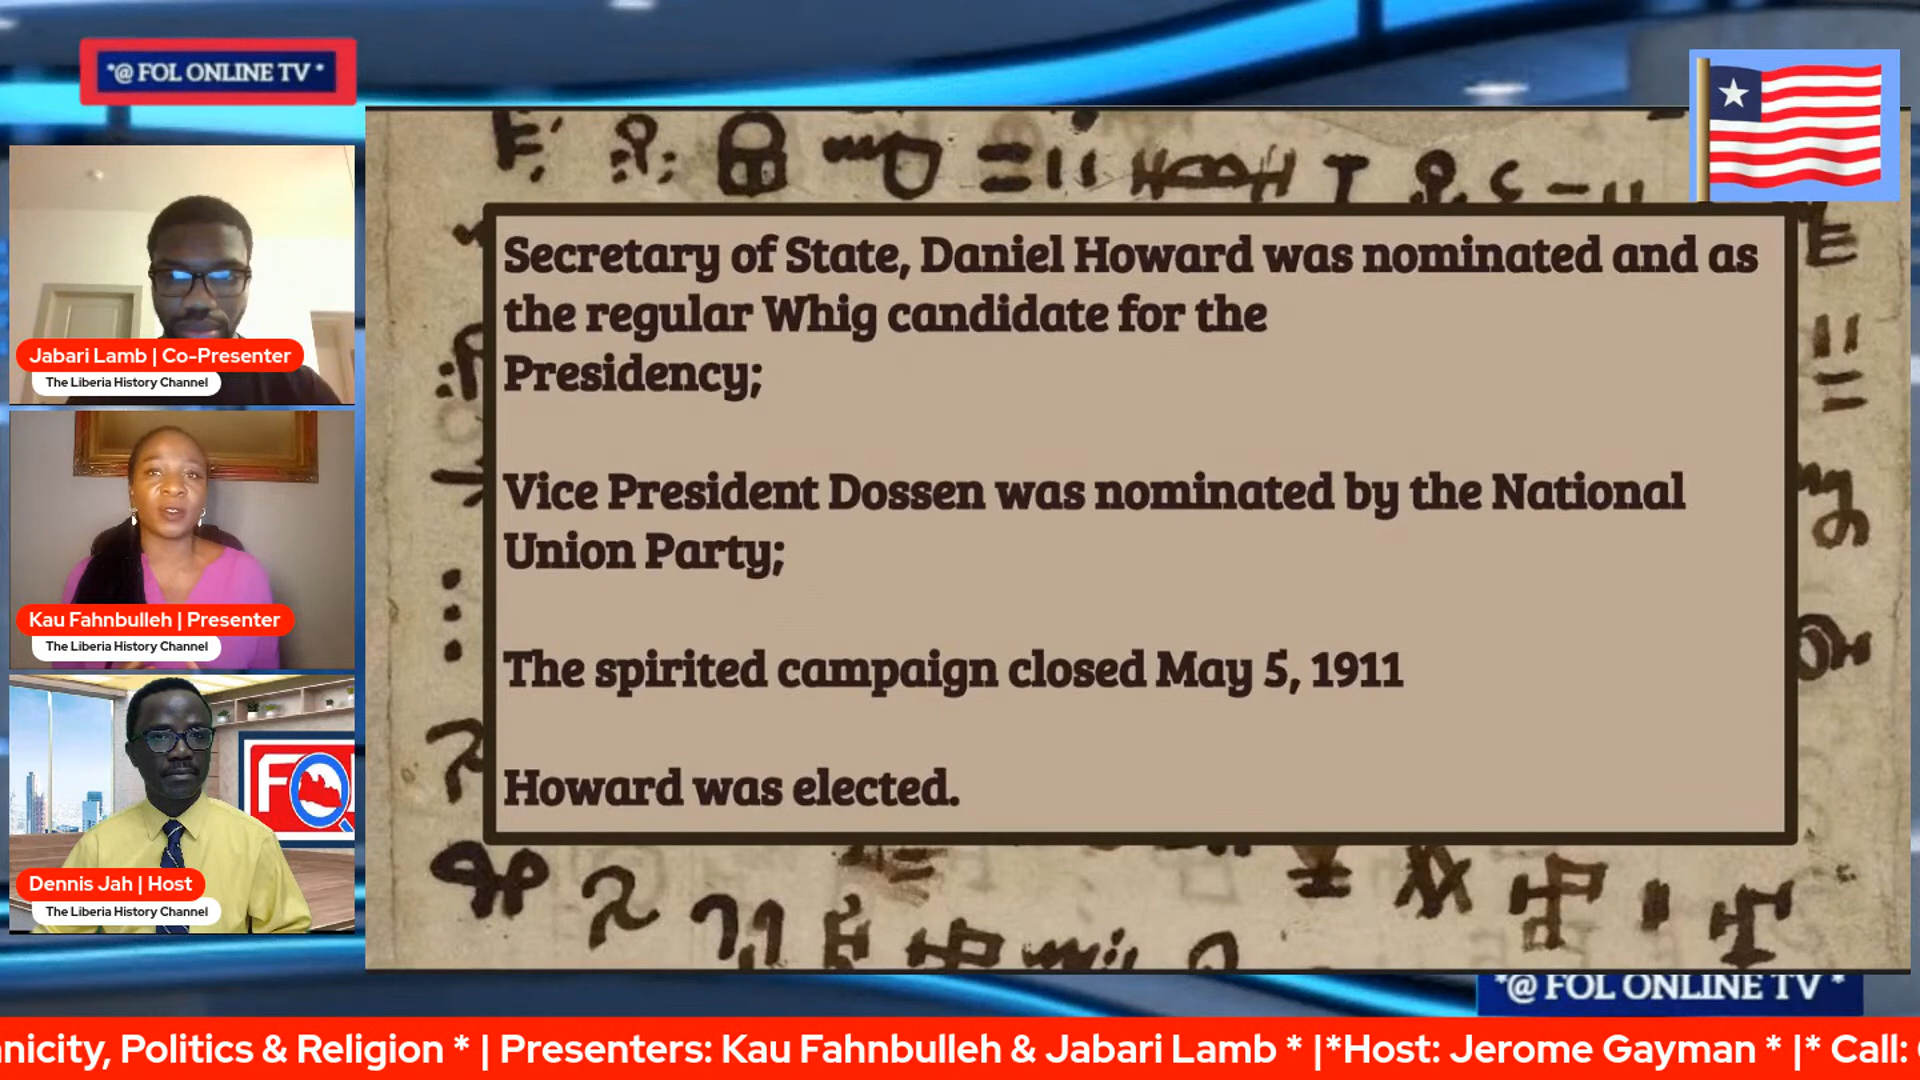 *@ FOL ONLINE TV *
Jabari Lamb | Co-Presenter
The Liberia History Channel
Kau Fahnbulleh | Presenter
The Liberia History Channel
Dennis Jah | Host
The Liberia History Channel
Secretary of State, Daniel Howard was nominated and as
the regular Whig candidate for the
Presidency;
Vice President Dossen was nominated by the National
Union Party;
The spirited campaign closed May 5, 1911
Howard was elected.
*@ FOL ONLINE TV *
Politics & Religion * | Presenters: Kau Fahnbulleh & Jabari Lamb * |*Host: Jerome Gayman * |* Call: